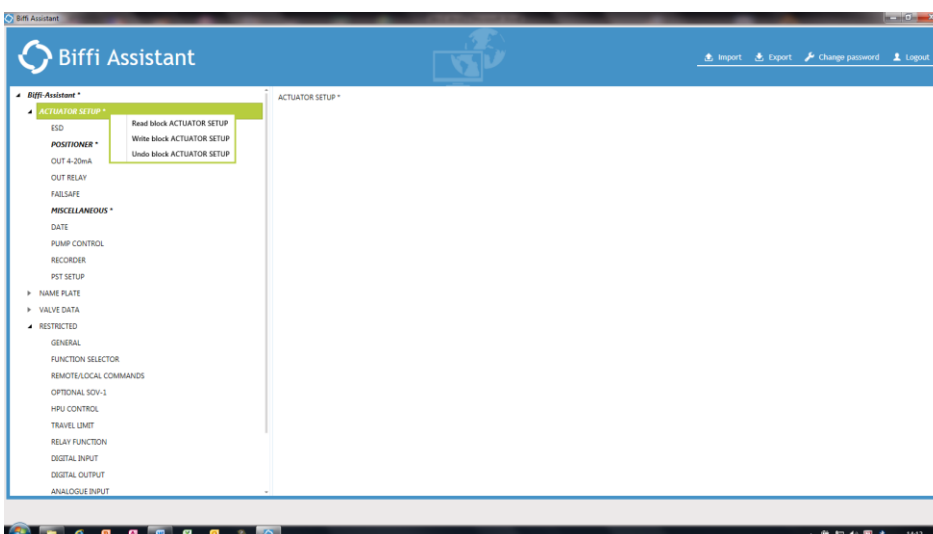 Biffi Assistant
Biffi Assistant
Import Export Change password Logout
Biffi-Assistant *
ACTUATOR SETUP *
ESD
POSITIONER *
OUT 4-20mA
OUT RELAY
FAILSAFE
MISCELLANEOUS *
DATE
PUMP CONTROL
RECORDER
PST SETUP
NAME PLATE
VALVE DATA
RESTRICTED
GENERAL
FUNCTION SELECTOR
REMOTE/LOCAL COMMANDS
OPTIONAL SOV-1
HPU CONTROL
TRAVEL LIMIT
RELAY FUNCTION
DIGITAL INPUT
DIGITAL OUTPUT
ANALOGUE INPUT
Read block ACTUATOR SETUP
Write block ACTUATOR SETUP
Undo block ACTUATOR SETUP
ACTUATOR SETUP *